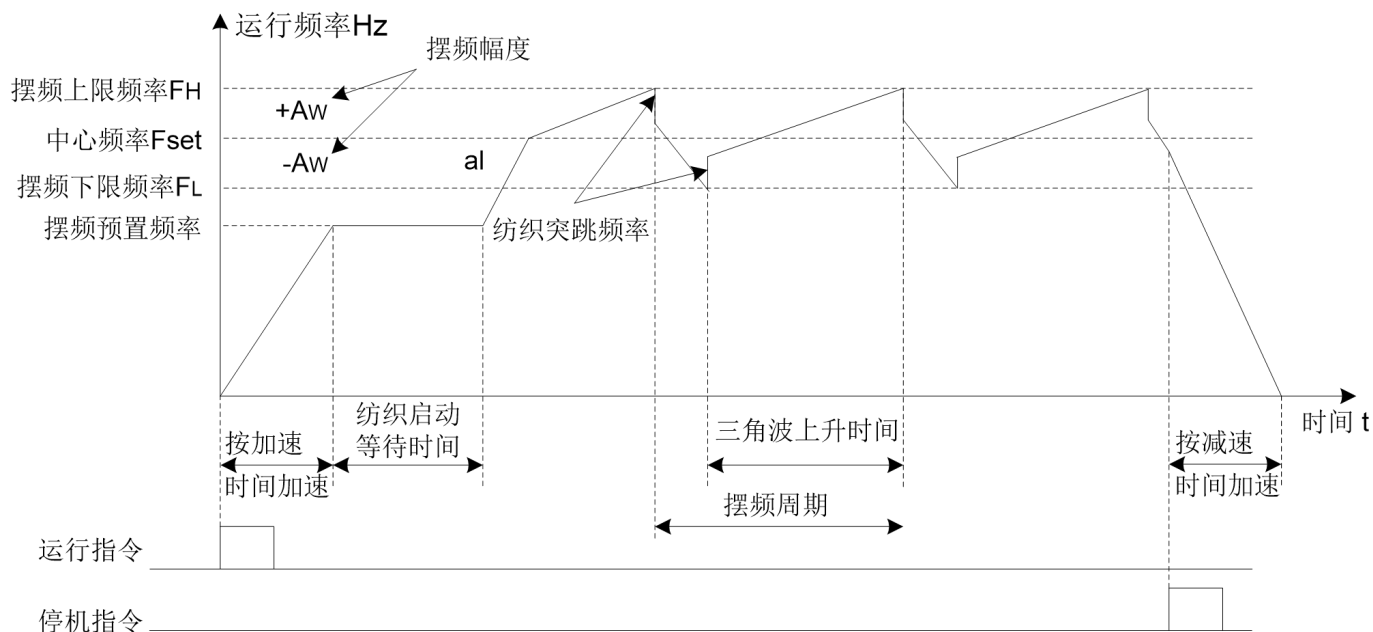 运行频率Hz
摆频幅度
摆频上限频率FH
+AW
中心频率Fset
-AW
al
摆频下限频率FL
摆频预置频率
纺织突跳频率
时间 t
按加速
时间加速
纺织启动
等待时间
三角波上升时间
按减速
时间加速
摆频周期
运行指令
停机指令